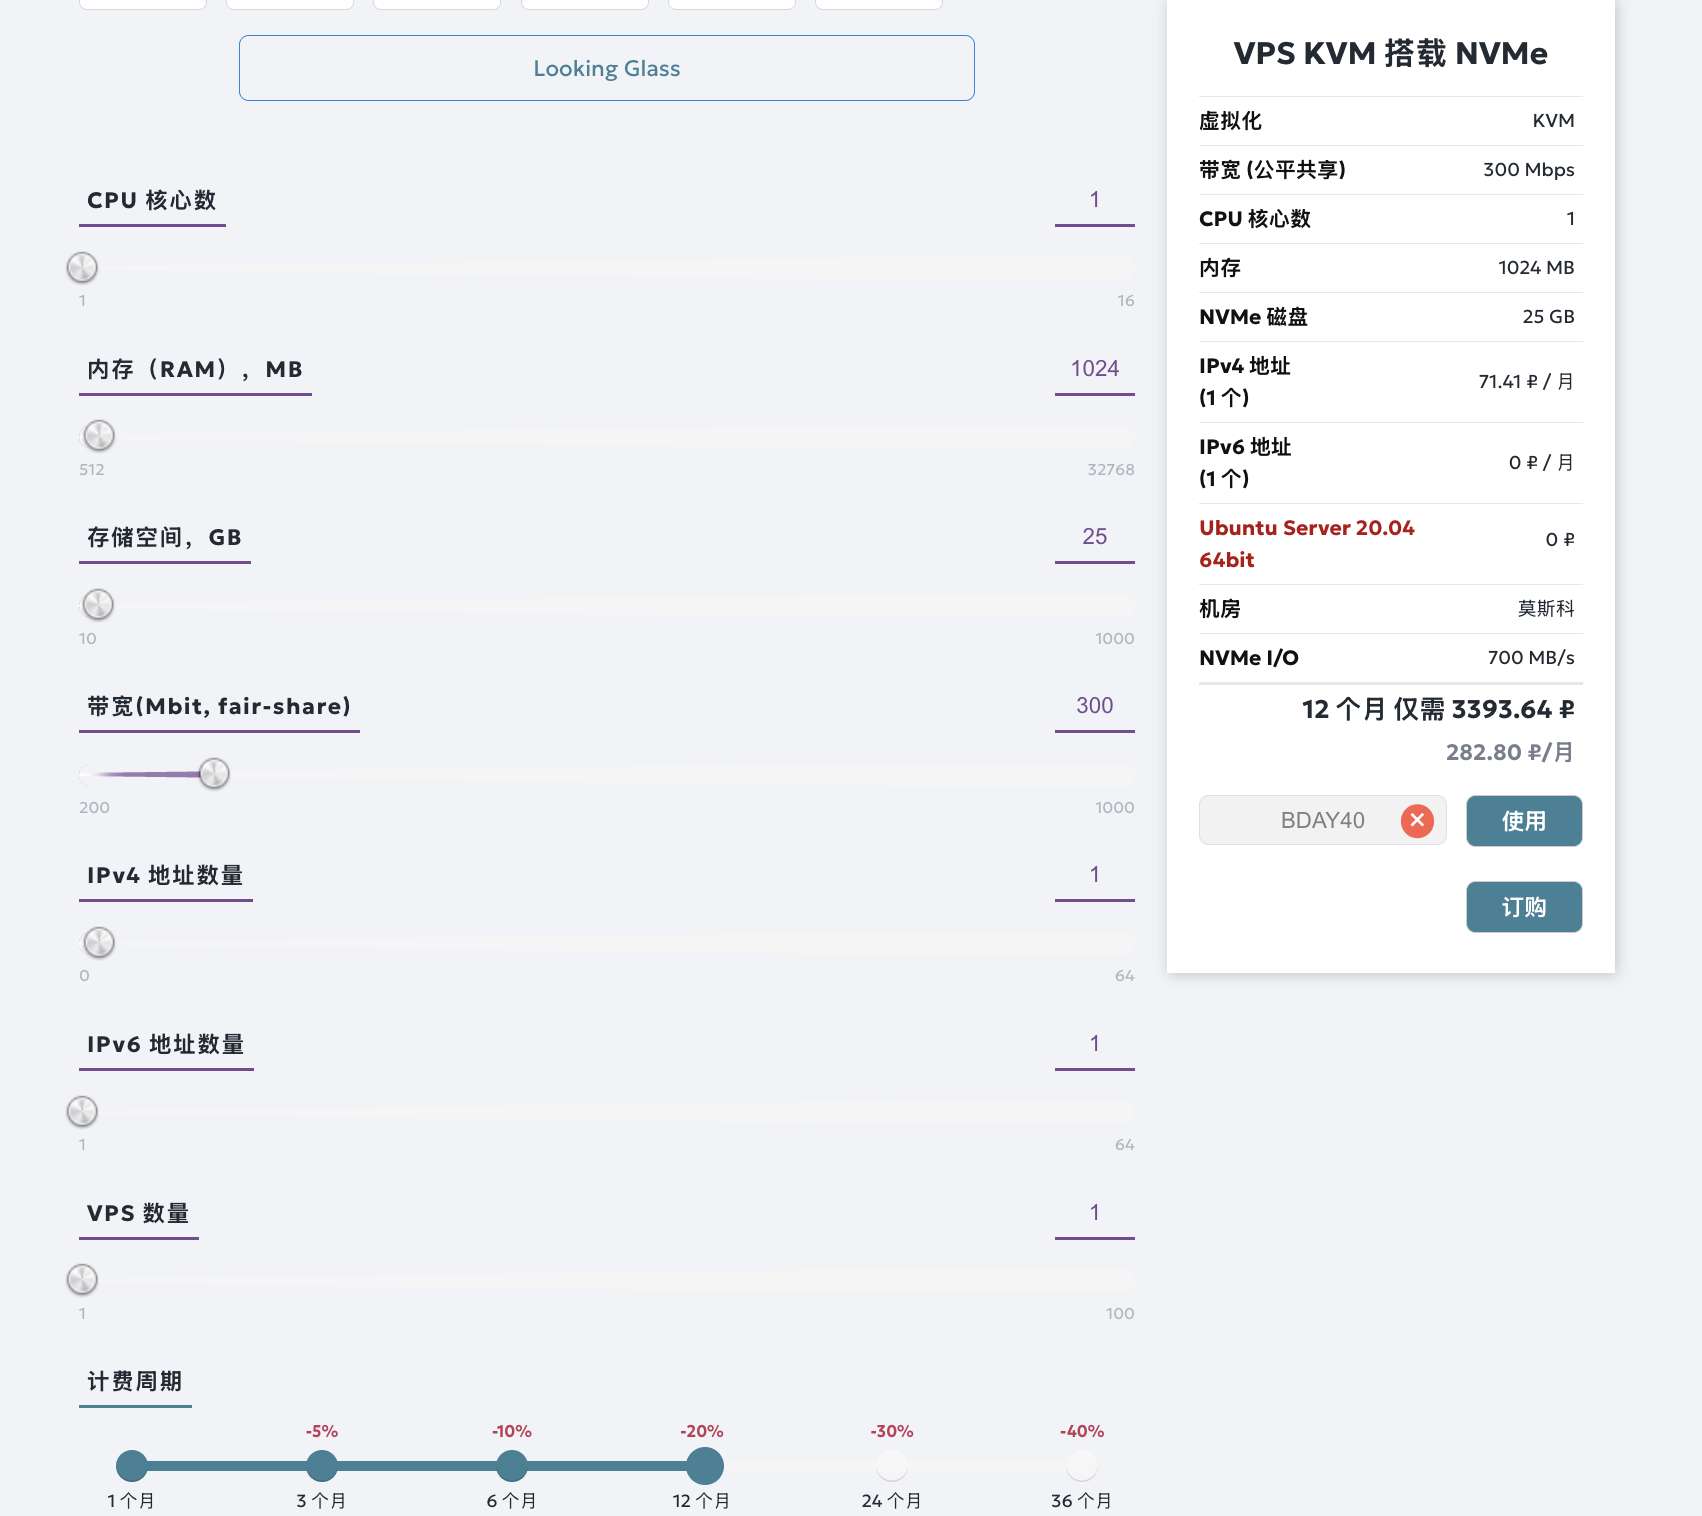 Looking Glass
CPU 核心数
1
1
16
内存（RAM），MB
1024
512
32768
存储空间，GB
25
10
1000
带宽(Mbit, fair-share)
300
200
1000
IPv4 地址数量
1
0
64
IPv6 地址数量
1
1
64
VPS 数量
1
1
100
计费周期
-5%
-10%
-20%
-30%
-40%
1 个月
3 个月
6 个月
12 个月
24 个月
36 个月
VPS KVM 搭载 NVMe
虚拟化
KVM
带宽 (公平共享)
300 Mbps
CPU 核心数
1
内存
1024 MB
NVMe 磁盘
25 GB
IPv4 地址
(1 个)
71.41 ₽ / 月
IPv6 地址
(1 个)
0 ₽ / 月
Ubuntu Server 20.04
64bit
0 ₽
机房
莫斯科
NVMe I/O
700 MB/s
12 个月 仅需 3393.64 ₽
282.80 ₽/月
BDAY40
使用
订购